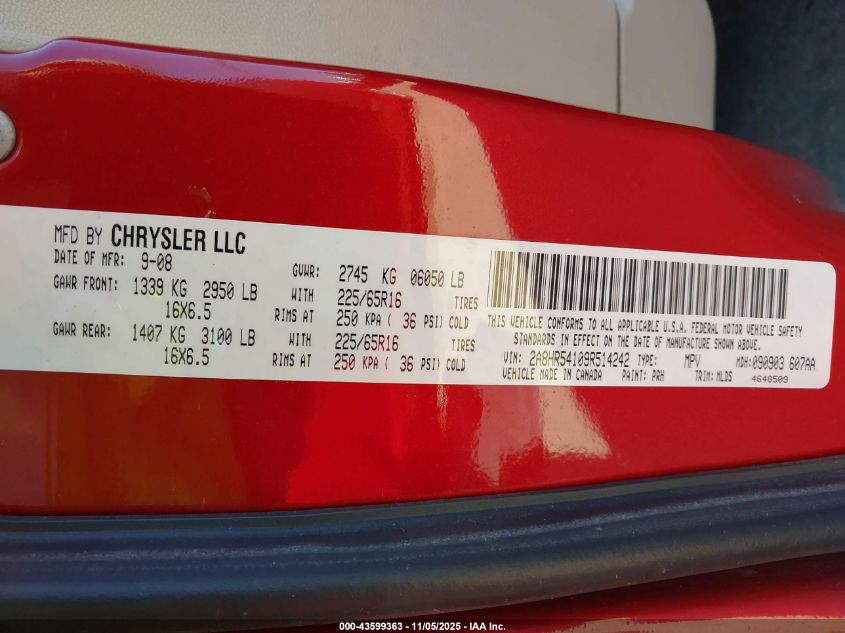 MFD BY CHRYSLER LLC
DATE OF MFR: 9-08 GVWR: 2745 KG 06050 LB
GAWR FRONT: 1339 KG 2950 LB WITH 225/65R16 TIRES
16X6.5 RIMS AT 250 KPA ( 36 PSI) COLD
GAWR REAR: 1407 KG 3100 LB WITH 225/65R16 TIRES
16X6.5 RIMS AT 250 KPA ( 36 PSI) COLD
THIS VEHICLE CONFORMS TO ALL APPLICABLE U.S.A. FEDERAL MOTOR VEHICLE SAFETY
STANDARDS IN EFFECT ON THE DATE OF MANUFACTURE SHOWN ABOVE.
VIN: 2A8HR54109R514242 TYPE: MPV MDH: 090903 607AA
VEHICLE MADE IN CANADA PAINT: PRH TRIM: MLDS 4648509
000-43599363 - 11/05/2025 - IAA Inc.